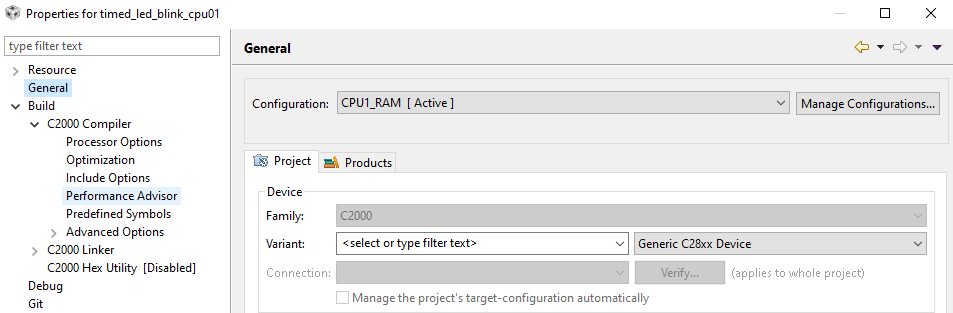 Properties for timed_led_blink_cpu01
type filter text
Resource
General
Build
C2000 Compiler
Processor Options
Optimization
Include Options
Performance Advisor
Predefined Symbols
Advanced Options
C2000 Linker
C2000 Hex Utility [Disabled]
Debug
Git
General
Configuration: CPU1_RAM [ Active ] Manage Configurations...
Project Products
Device
Family: C2000
Variant: <select or type filter text> Generic C28xx Device
Connection: Verify... (applies to whole project)
Manage the project's target-configuration automatically